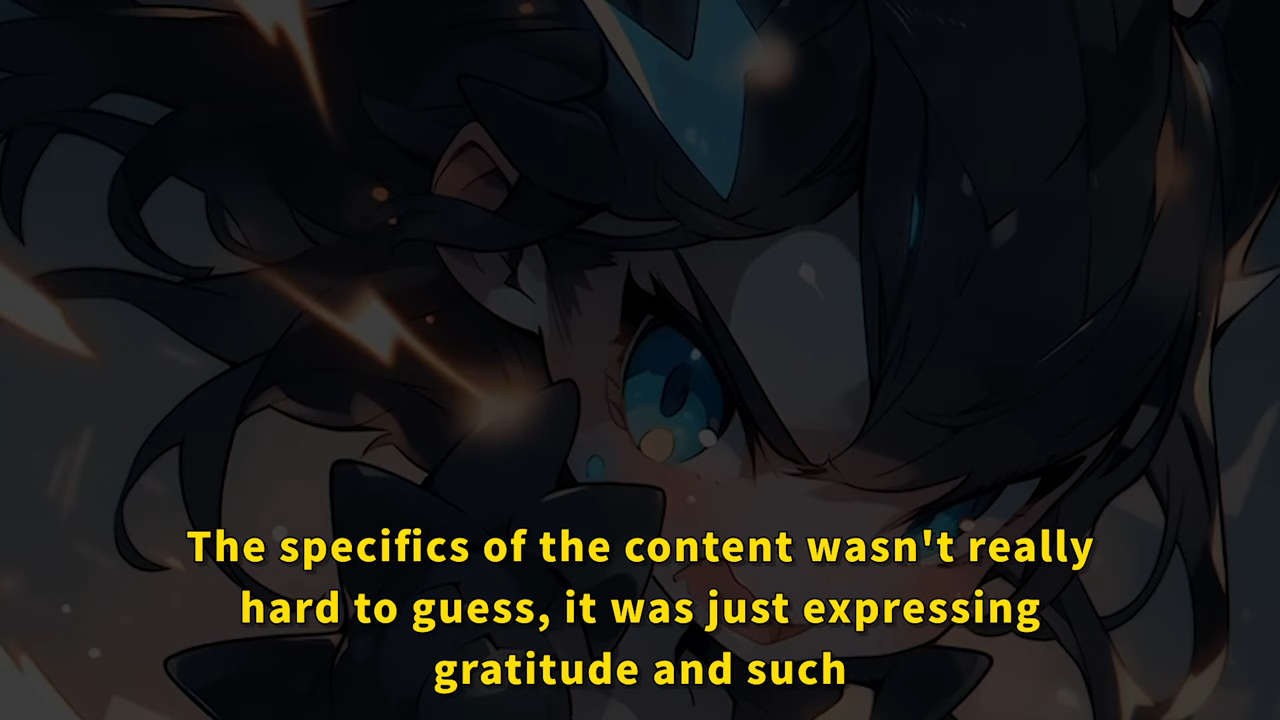 The specifics of the content wasn't really
hard to guess, it was just expressing
gratitude and such